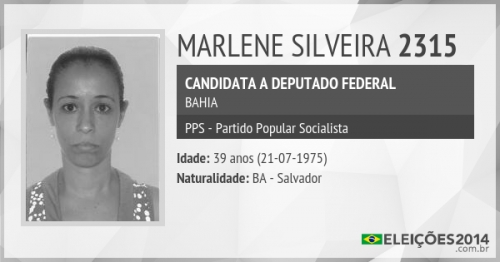 MARLENE SILVEIRA 2315
CANDIDATA A DEPUTADO FEDERAL
BAHIA
PPS - Partido Popular Socialista
Idade: 39 anos (21-07-1975)
Naturalidade: BA - Salvador
ELEIÇÕES2014
.com.br